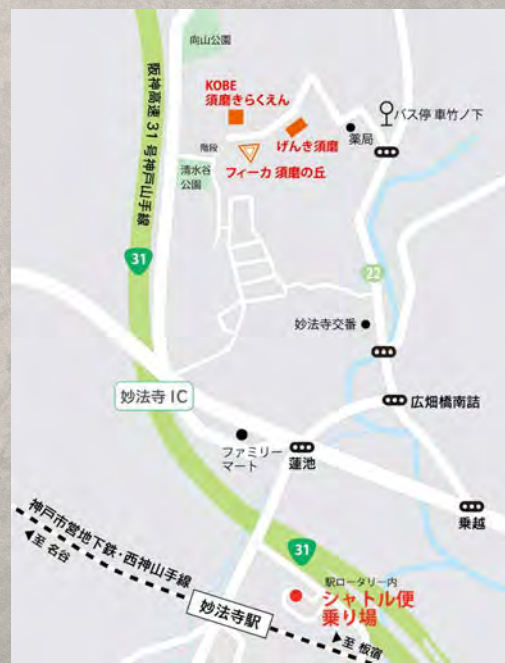 向山公園
阪神高速 31 号神戸山手線
KOBE
須磨きらくえん
バス停 車竹ノ下
げんき須磨
薬局
階段
清水谷
公園
フィーカ 須磨の丘
31
22
妙法寺交番
妙法寺 IC
広畑橋南詰
ファミリー
マート
蓮池
乗越
神戸市営地下鉄・西神山手線
至 名谷
31
駅ロータリー内
シャトル便
乗り場
妙法寺駅
至 板宿